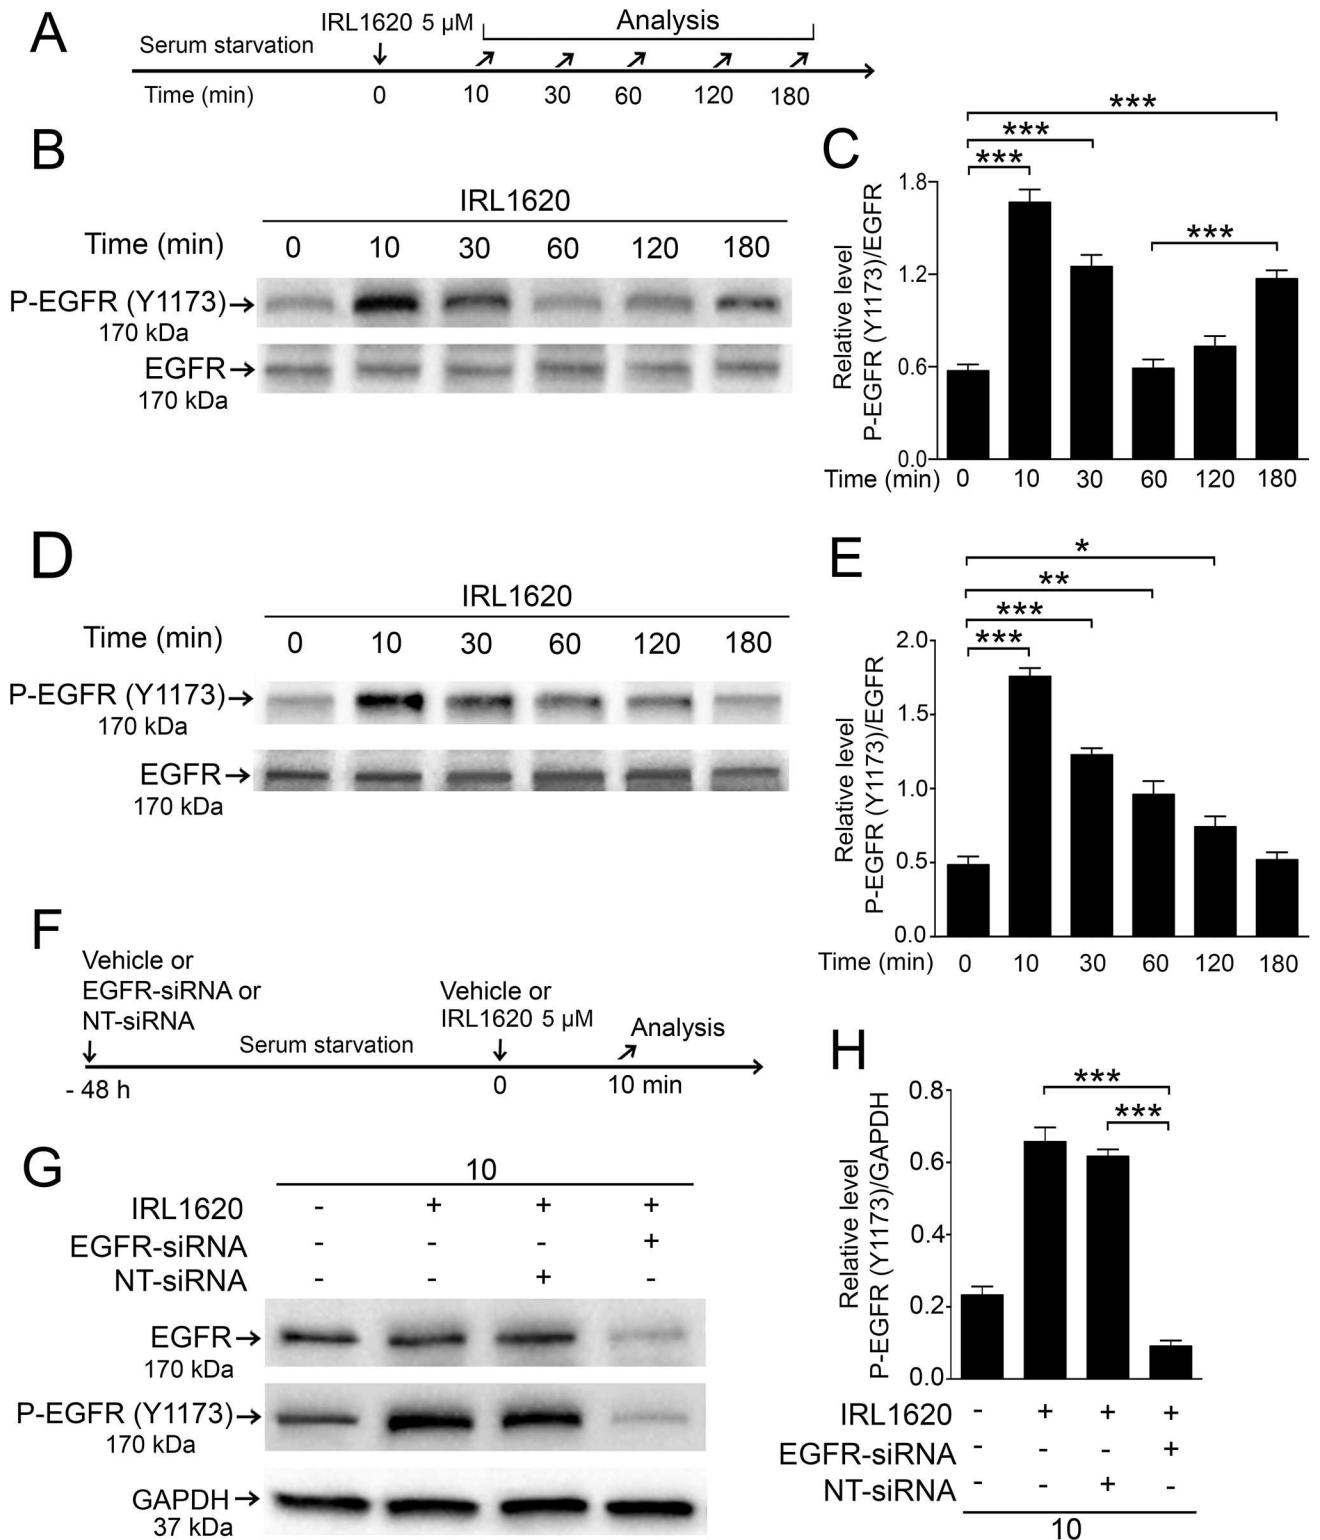 A
IRL1620 5 µM
Analysis
Serum starvation
Time (min)
0
10
30
60
120
180
B
IRL1620
Time (min)
0
10
30
60
120
180
P-EGFR (Y1173)
170 kDa
EGFR
170 kDa
C
***
***
***
***
Relative level
P-EGFR (Y1173)/EGFR
1.8
1.2
0.6
0.0
Time (min) 0 10 30 60 120 180
D
IRL1620
Time (min)
0
10
30
60
120
180
P-EGFR (Y1173)
170 kDa
EGFR
170 kDa
E
*
**
***
***
Relative level
P-EGFR (Y1173)/EGFR
2.0
1.5
1.0
0.5
0.0
Time (min) 0 10 30 60 120 180
F
Vehicle or
EGFR-siRNA or
NT-siRNA
Serum starvation
Vehicle or
IRL1620 5 µM
Analysis
- 48 h
0
10 min
G
10
IRL1620 - + + +
EGFR-siRNA - - - +
NT-siRNA - - + -
EGFR
170 kDa
P-EGFR (Y1173)
170 kDa
GAPDH
37 kDa
H
***
***
Relative level
P-EGFR (Y1173)/GAPDH
0.8
0.6
0.4
0.2
0.0
IRL1620 - + + +
EGFR-siRNA - - - +
NT-siRNA - - + -
10